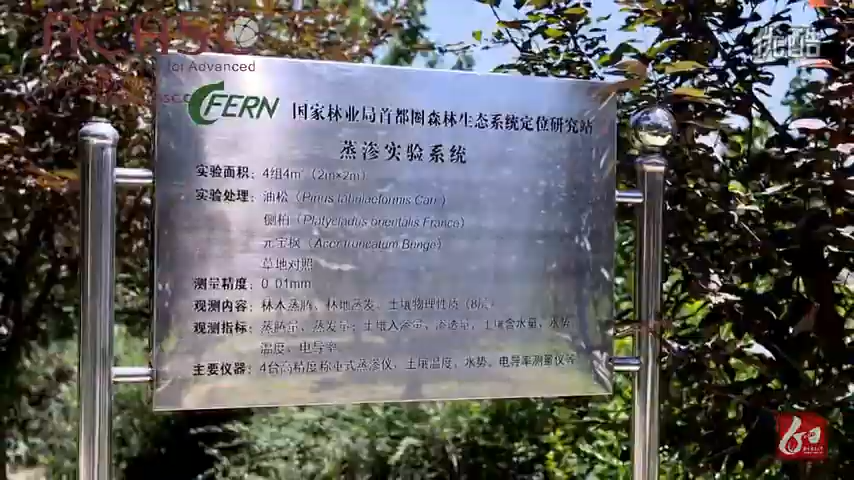 ACHSC
for Advanced
优酷
CFERN 国家林业局首都圈森林生态系统定位研究站
蒸渗实验系统
实验面积：4组4㎡（2m×2m）
实验处理：油松（Pinus tabulaeformis Carr.）
侧柏（Platycladus orientalis Franco）
元宝枫（Acer truncatum Bunge）
草地对照
测量精度：0.01mm
观测内容：林木蒸腾、林地蒸发、土壤物理性质（8层）
观测指标：蒸腾量、蒸发量；土壤入渗量、渗透量、土壤含水量、水势、
温度、电导率
主要仪器：4台高精度称重式蒸渗仪、土壤温度、水势、电导率测量仪等
60